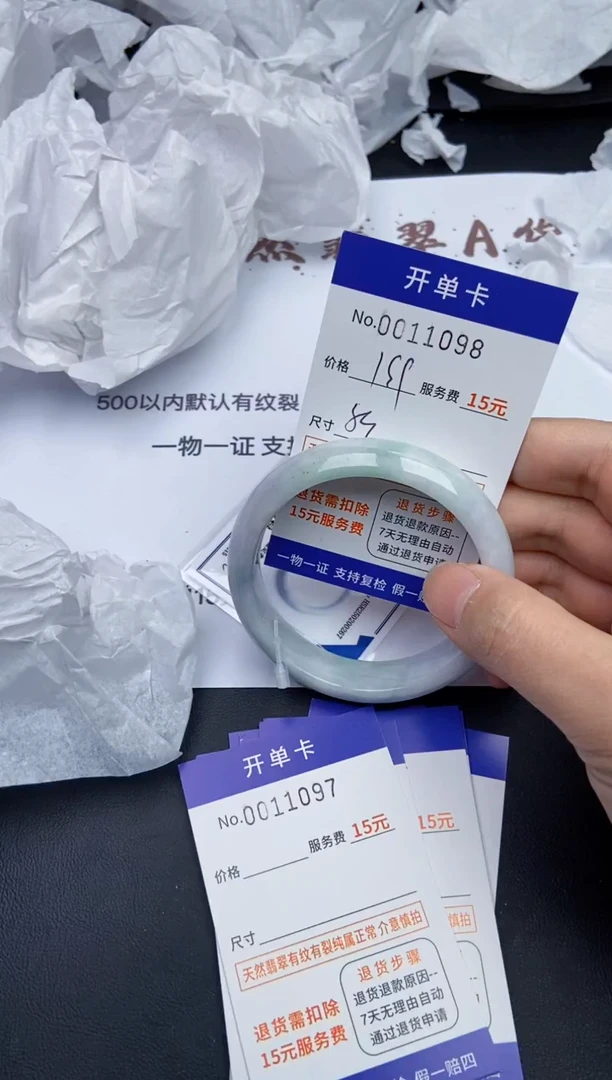 然翡翠A货
500以内默认有纹裂
一物一证 支
开单卡
No.0011098
价格 服务费 15元
尺寸
退货需扣除
15元服务费
退货步骤
退货退款原因--
7天无理由自动
通过退货申
一物一证 支持复检 假一
开单卡
No.0011097
价格 服务费 15元
尺寸
天然翡翠有纹有裂纯属正常 介意慎拍
退货需扣除
15元服务费
退货步骤
退货退款原因--
7天无理由自动
通过退货申请
假一赔四
15元
慎拍